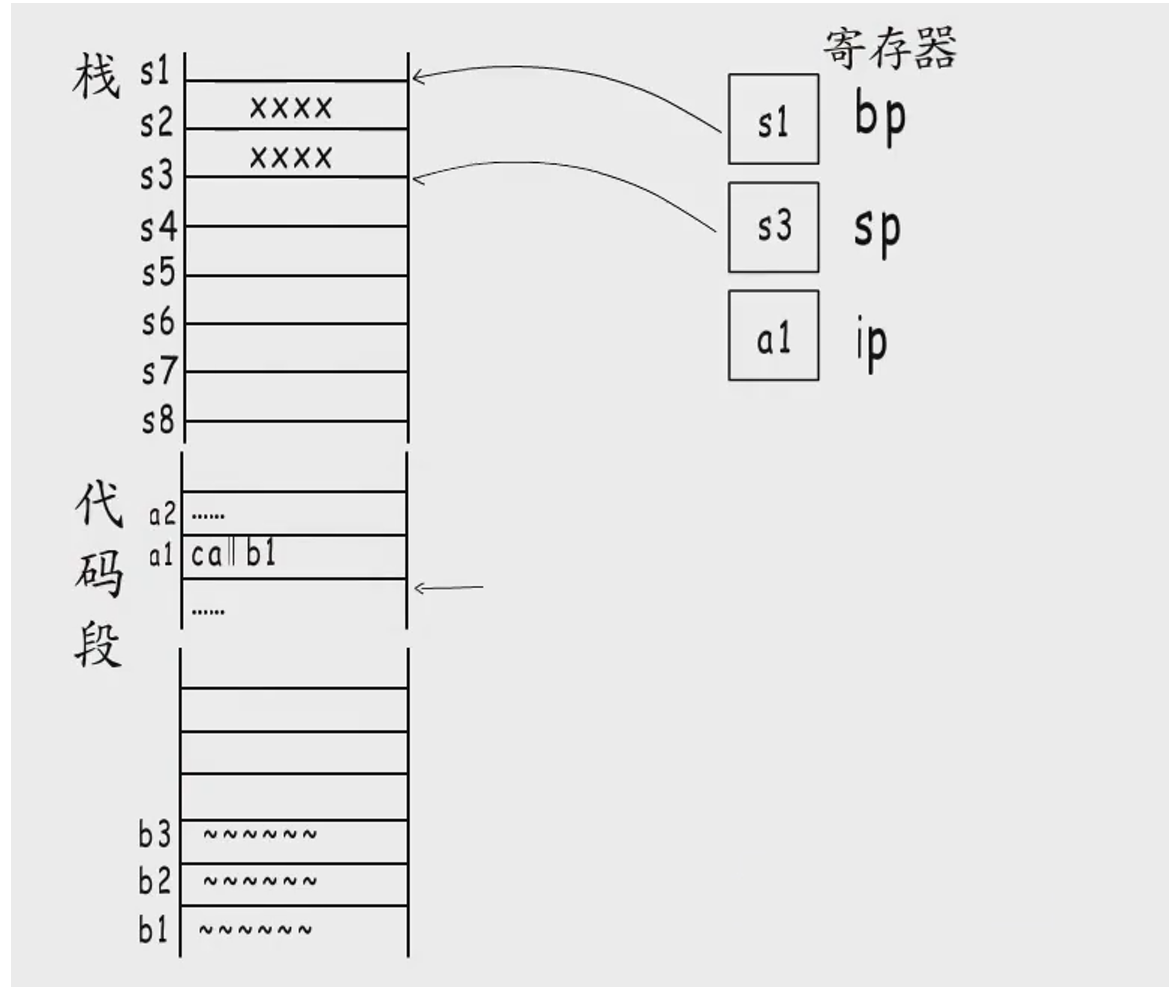 栈
s1
xxxx
s2
xxxx
s3
s4
s5
s6
s7
s8
寄存器
s1 bp
s3 sp
a1 ip
代码段
a2 ......
a1 call b1
......
b3 ~~~~~~
b2 ~~~~~~
b1 ~~~~~~